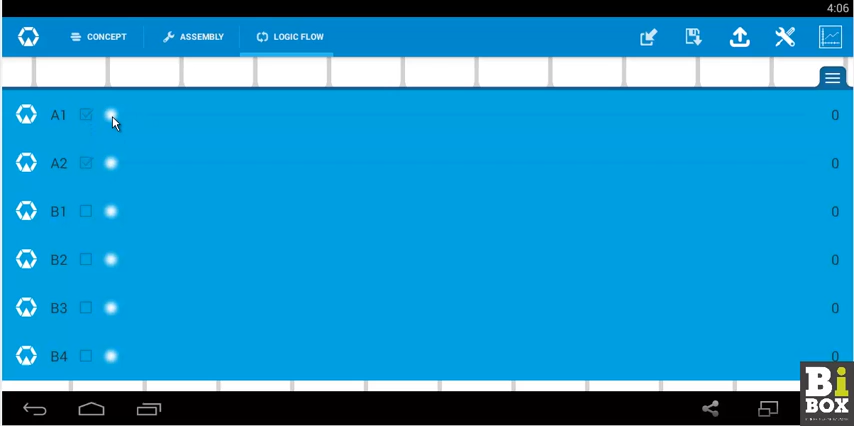 4:06
CONCEPT ASSEMBLY LOGIC FLOW
A1 0
A2 0
B1 0
B2 0
B3 0
B4 0
Bi
BOX